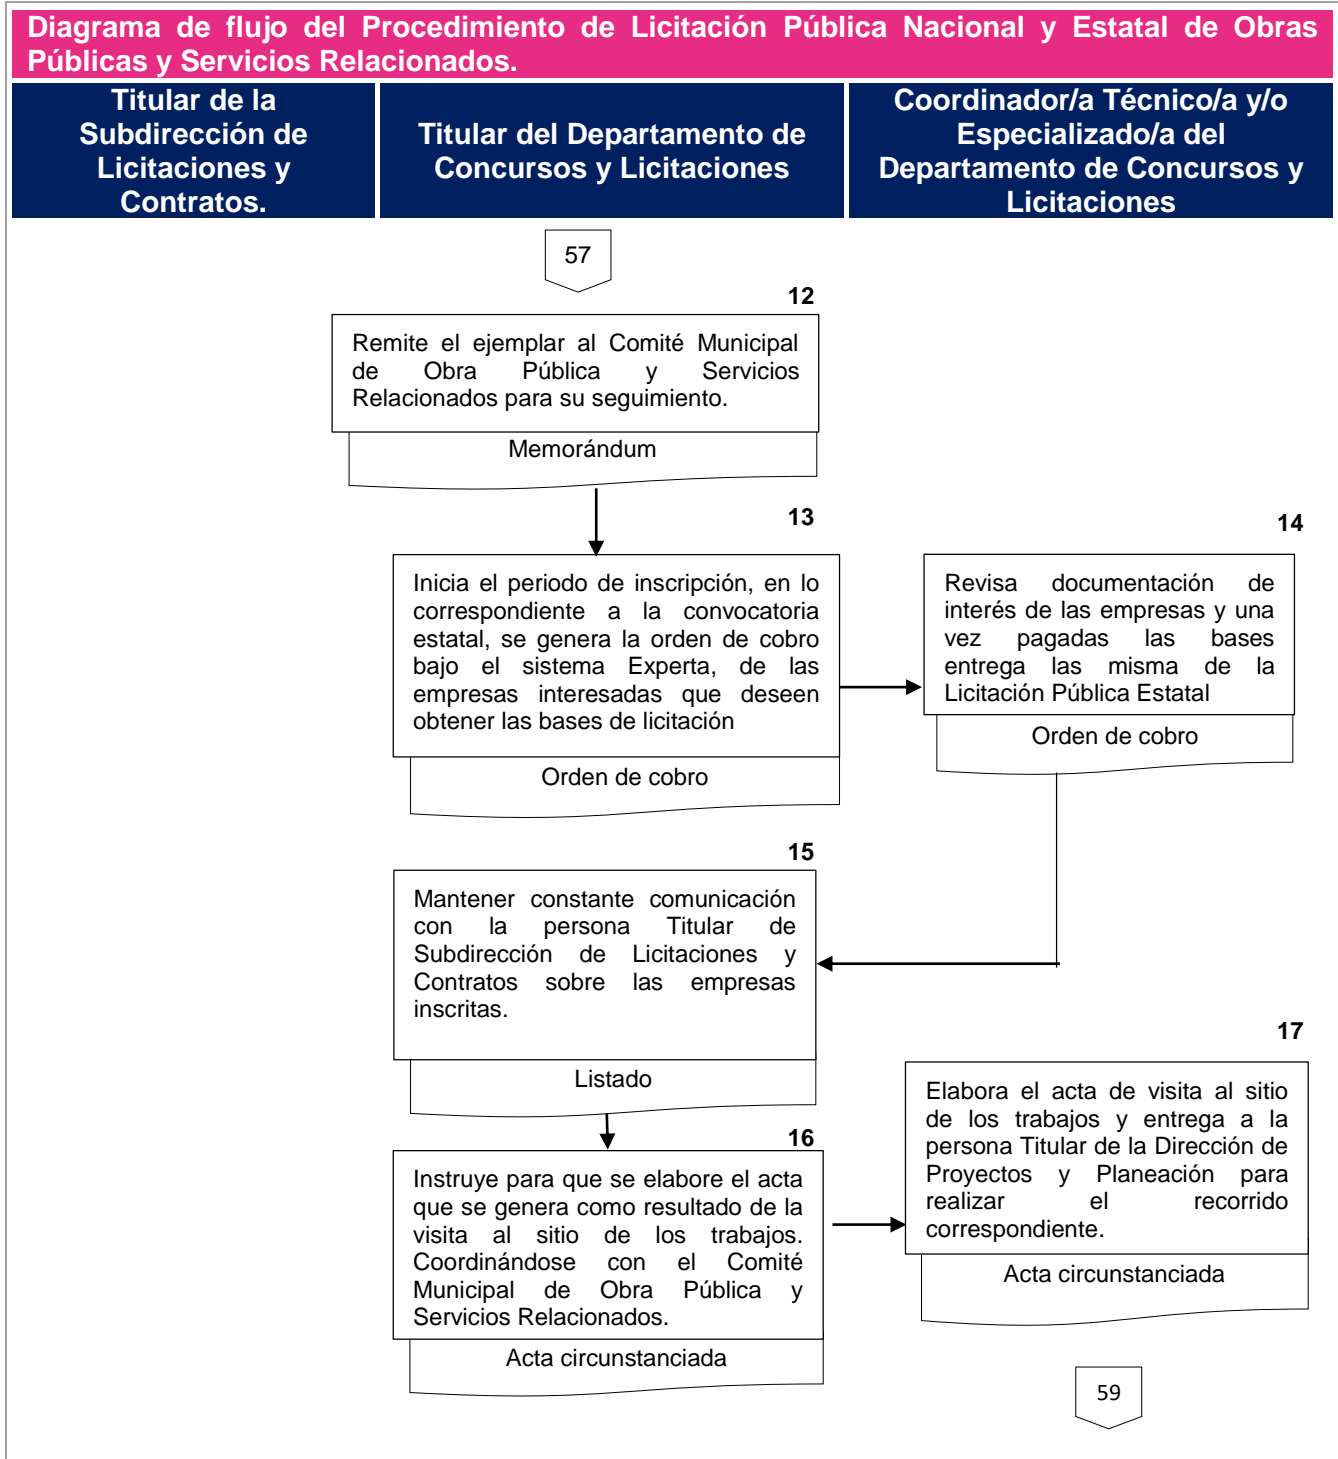 Diagrama de flujo del Procedimiento de Licitación Pública Nacional y Estatal de Obras
Públicas y Servicios Relacionados.
Titular de la
Subdirección de
Licitaciones y
Contratos.
Titular del Departamento de
Concursos y Licitaciones
Coordinador/a Técnico/a y/o
Especializado/a del
Departamento de Concursos y
Licitaciones
57
12
Remite el ejemplar al Comité Municipal
de Obra Pública y Servicios
Relacionados para su seguimiento.
Memorándum
13
Inicia el periodo de inscripción, en lo
correspondiente a la convocatoria
estatal, se genera la orden de cobro
bajo el sistema Experta, de las
empresas interesadas que deseen
obtener las bases de licitación
Orden de cobro
14
Revisa documentación de
interés de las empresas y una
vez pagadas las bases
entrega las misma de la
Licitación Pública Estatal
Orden de cobro
15
Mantener constante comunicación
con la persona Titular de
Subdirección de Licitaciones y
Contratos sobre las empresas
inscritas.
Listado
16
Instruye para que se elabore el acta
que se genera como resultado de la
visita al sitio de los trabajos.
Coordinándose con el Comité
Municipal de Obra Pública y
Servicios Relacionados.
Acta circunstanciada
17
Elabora el acta de visita al sitio
de los trabajos y entrega a la
persona Titular de la Dirección de
Proyectos y Planeación para
realizar el recorrido
correspondiente.
Acta circunstanciada
59